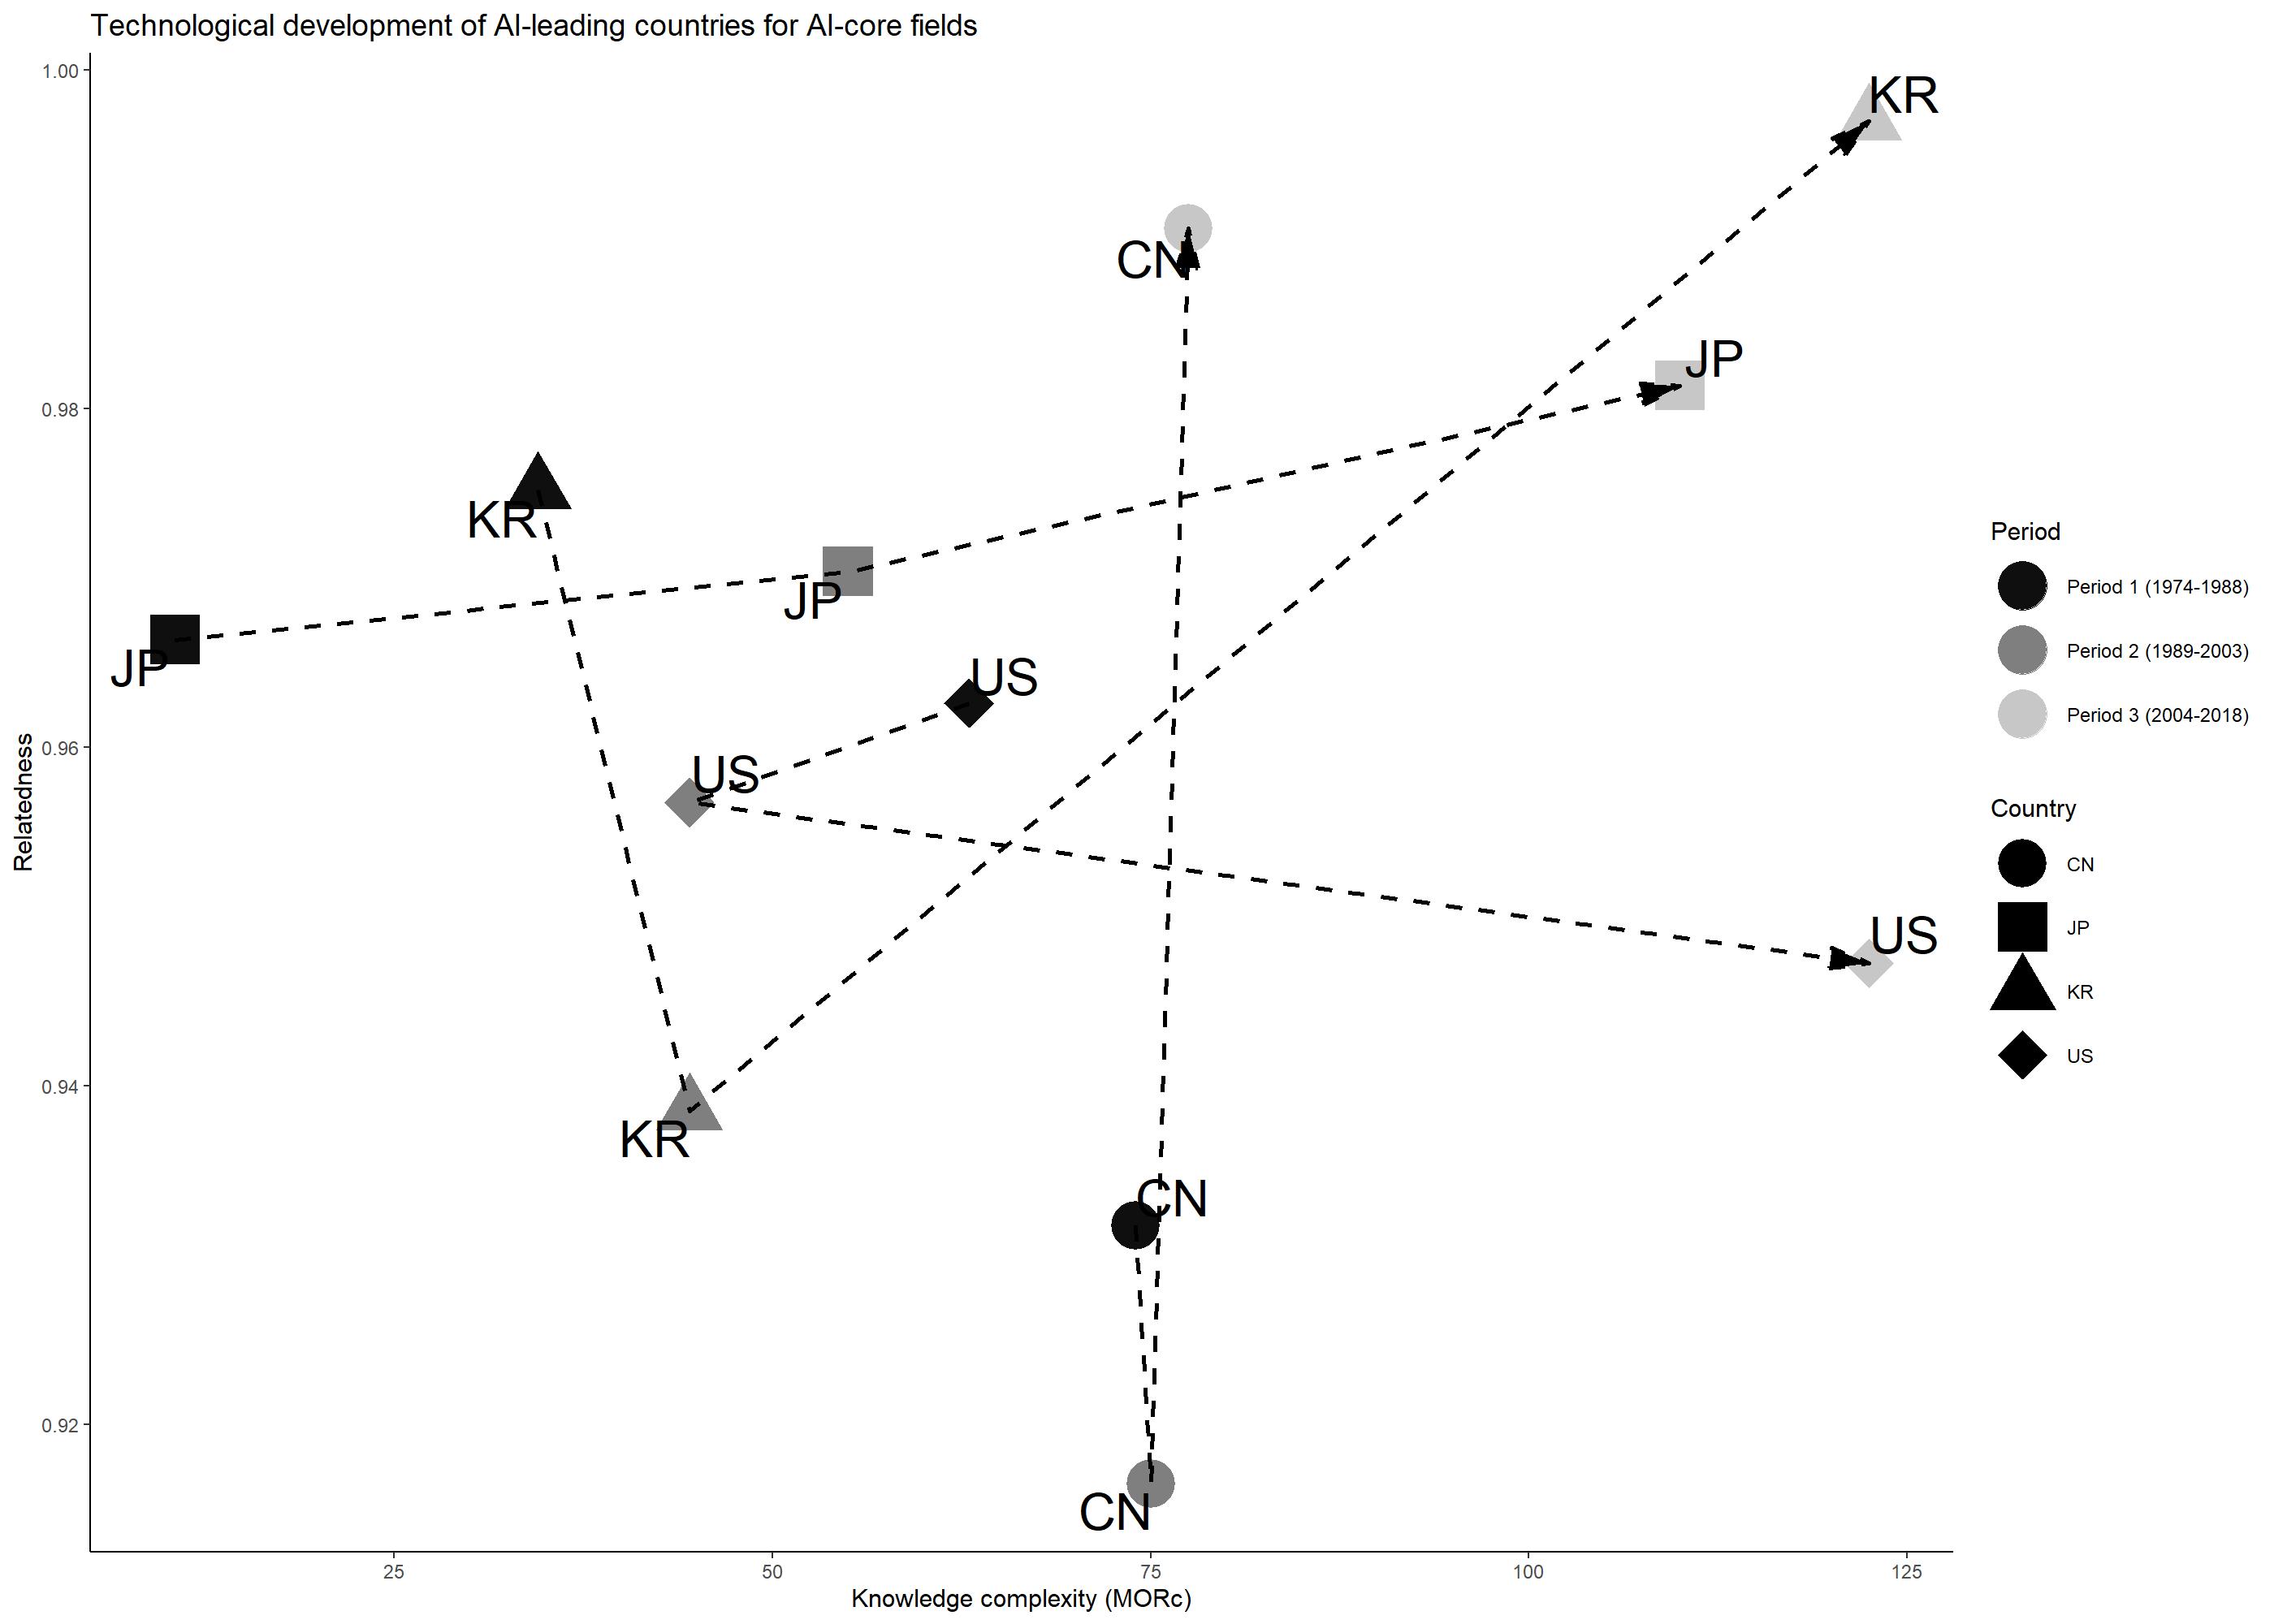 Technological development of AI-leading countries for AI-core fields
1.00
0.98
0.96
0.94
0.92
Relatedness
KR
CN
JP
KR
JP
JP
US
US
US
KR
CN
CN
25
50
75
100
125
Knowledge complexity (MORc)
Period
Period 1 (1974-1988)
Period 2 (1989-2003)
Period 3 (2004-2018)
Country
CN
JP
KR
US